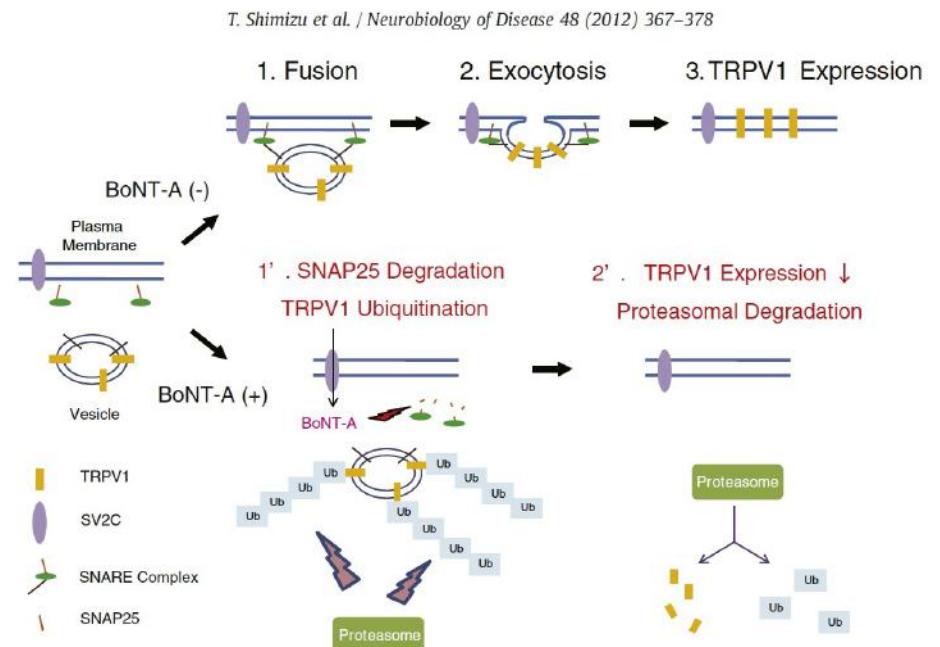 T. Shimizu et al. / Neurobiology of Disease 48 (2012) 367–378
1. Fusion
2. Exocytosis
3. TRPV1 Expression
BoNT-A (-)
Plasma
Membrane
1' . SNAP25 Degradation
TRPV1 Ubiquitination
2' . TRPV1 Expression ↓
Proteasomal Degradation
BoNT-A (+)
Vesicle
BoNT-A
TRPV1
SV2C
SNARE Complex
SNAP25
Ub
Ub
Ub
Ub
Ub
Ub
Ub
Ub
Ub
Ub
Ub
Ub
Proteasome
Proteasome
Ub
Ub
Ub